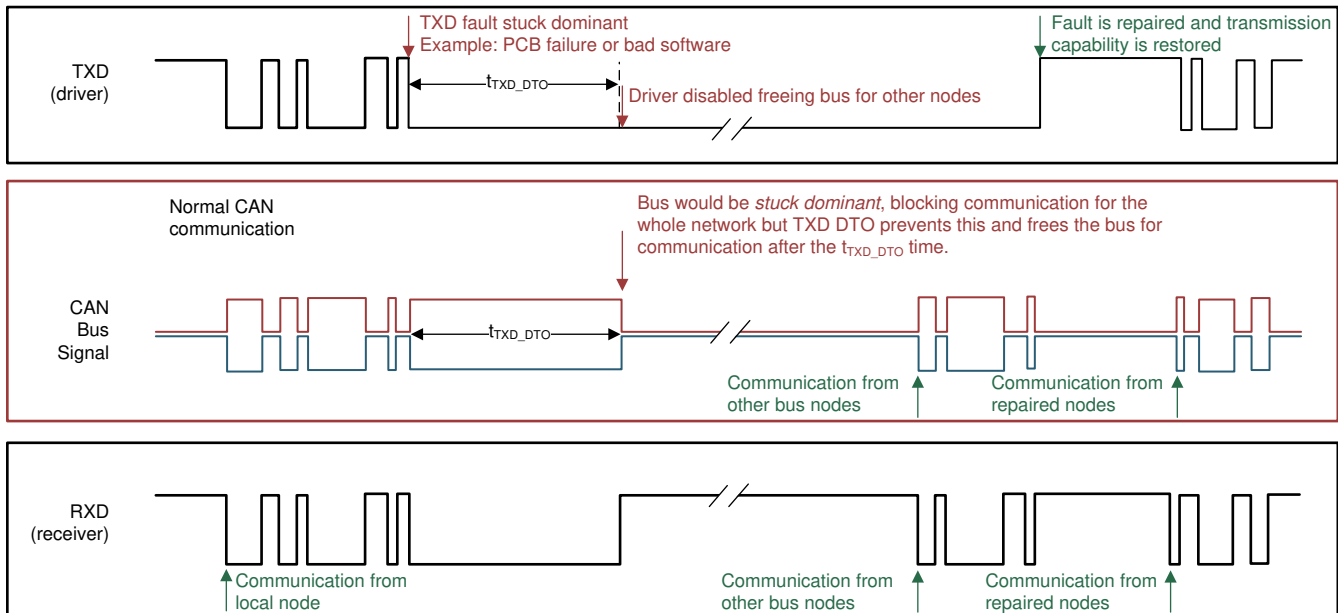 TXD fault stuck dominant
Example: PCB failure or bad software
Fault is repaired and transmission
capability is restored
TXD
(driver)
tTXD_DTO
Driver disabled freeing bus for other nodes
Normal CAN
communication
Bus would be stuck dominant, blocking communication for the
whole network but TXD DTO prevents this and frees the bus for
communication after the tTXD_DTO time.
CAN
Bus
Signal
tTXD_DTO
Communication from
other bus nodes
Communication from
repaired nodes
RXD
(receiver)
Communication from
local node
Communication from
other bus nodes
Communication from
repaired nodes